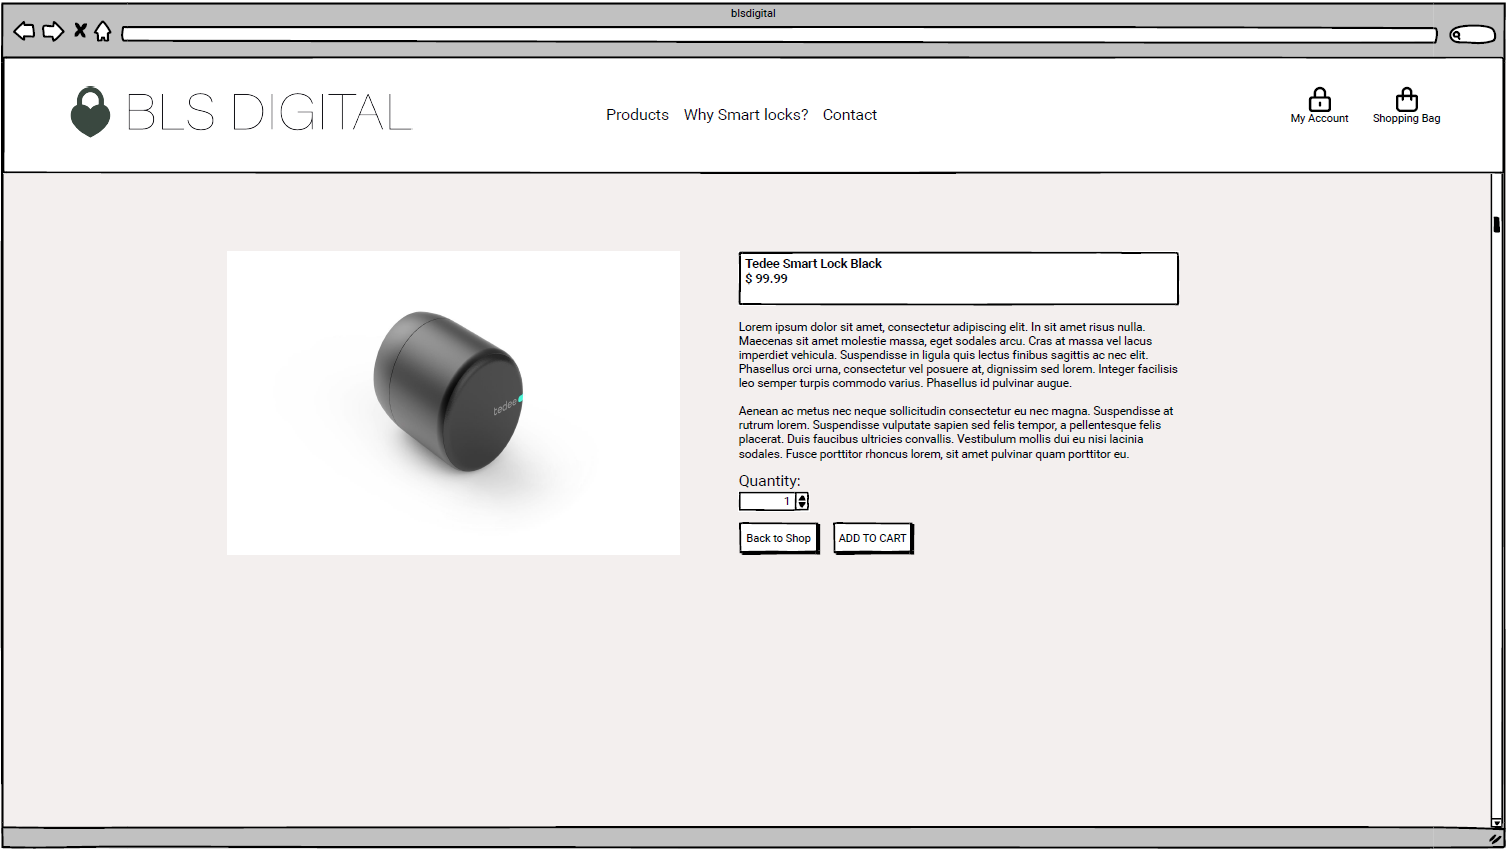 blsdigital
BLS DIGITAL
Products Why Smart locks? Contact
My Account Shopping Bag
tedee
Tedee Smart Lock Black
$ 99.99
Lorem ipsum dolor sit amet, consectetur adipiscing elit. In sit amet risus nulla.
Maecenas sit amet molestie massa, eget sodales arcu. Cras at massa vel lacus
imperdiet vehicula. Suspendisse in ligula quis lectus finibus sagittis ac nec elit.
Phasellus orci urna, consectetur vel posuere at, dignissim sed lorem. Integer facilisis
leo semper turpis commodo varius. Phasellus id pulvinar augue.
Aenean ac metus nec neque sollicitudin consectetur eu nec magna. Suspendisse at
rutrum lorem. Suspendisse vulputate sapien sed felis tempor, a pellentesque felis
placerat. Duis faucibus ultricies convallis. Vestibulum mollis dui eu nisi lacinia
sodales. Fusce porttitor rhoncus lorem, sit amet pulvinar quam porttitor eu.
Quantity:
1
Back to Shop ADD TO CART